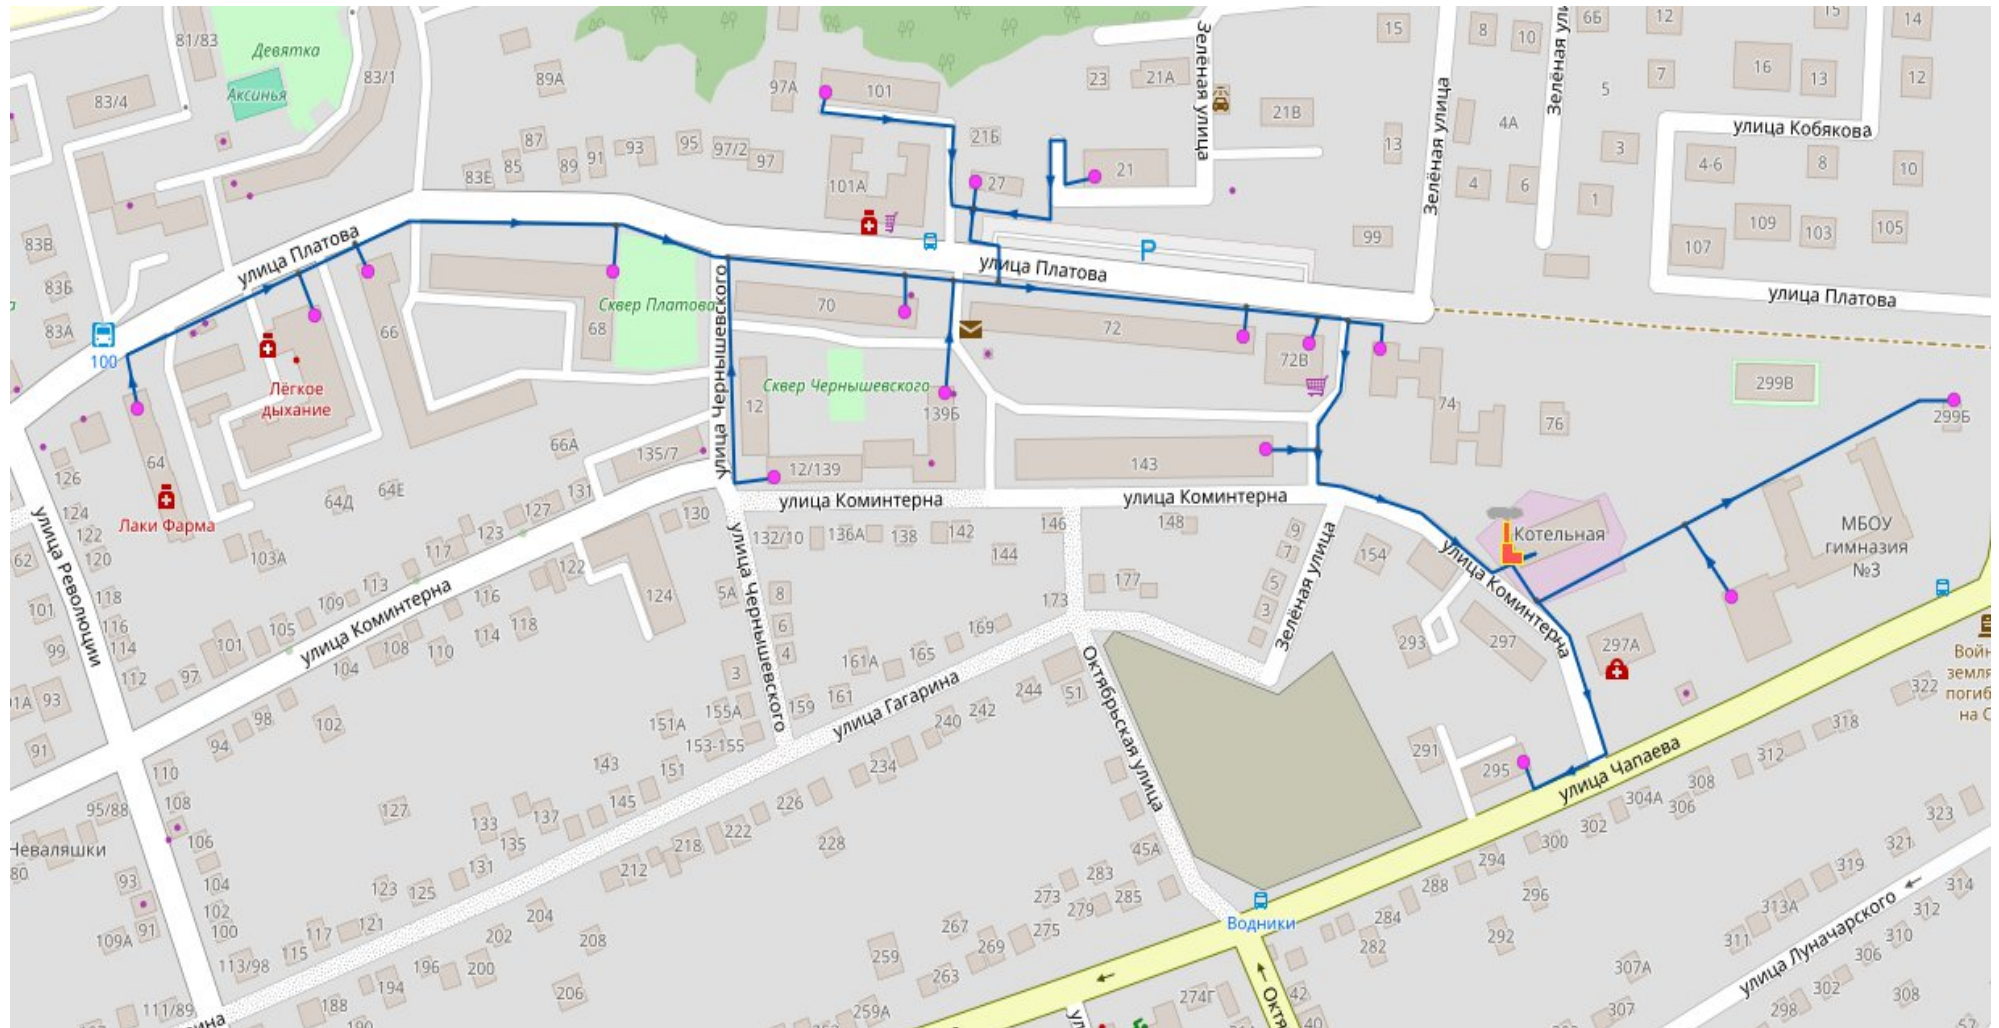 81/83
Девятка
83/1
Аксинья
83/4
89А
97А
101
23
21А
Зелёная улица
15
8
10
6Б
12
15
14
21В
Зелёная улица
Зелёная ули
5
7
16
13
12
4А
улица Кобякова
87
85
83Е
89
91
93
95
97/2
97
21Б
101А
27
21
13
4
6
3
1
4-6
8
10
99
109
103
105
107
83В
83Б
83А
улица Платова
улица Платова
P
улица Платова
100
66
68
Сквер Платова
70
72
72В
Лёгкое
дыхание
улица Чернышевского
12
Сквер Чернышевского
139Б
74
76
299В
299Б
64
Лаки Фарма
126
124
122
120
62
66А
64Д
64Е
135/7
12/139
143
улица Коминтерна
улица Коминтерна
131
127
123
117
113
109
105
101
97
103А
130
132/10
136А
138
142
144
146
148
9
7
5
3
154
Котельная
МБОУ
гимназия
№3
улица Революции
118
116
114
112
101
99
93
91
улица Коминтерна
116
114
118
110
108
104
102
98
94
122
124
5А
8
6
4
3
улица Чернышевского
177
173
169
165
161А
161
159
155А
153-155
151А
151
Зелёная улица
улица Коминтерна
293
297
297А
291
295
улица Гагарина
244
242
240
51
Октябрьская улица
234
226
222
218
212
228
143
145
137
135
133
131
127
125
123
121
117
115
113/98
111/89
110
108
106
104
102
100
95/88
Неваляшки
80
93
91
109А
улица Чапаева
322
318
312
308
306
304А
302
300
294
288
284
282
296
292
45А
283
285
273
279
275
267
269
263
259
259А
Водники
204
202
208
200
196
194
188
206
274Г
42
40
323
321
319
314
313А
311
312
310
306
302
308
298
307А
307
улица Луначарского